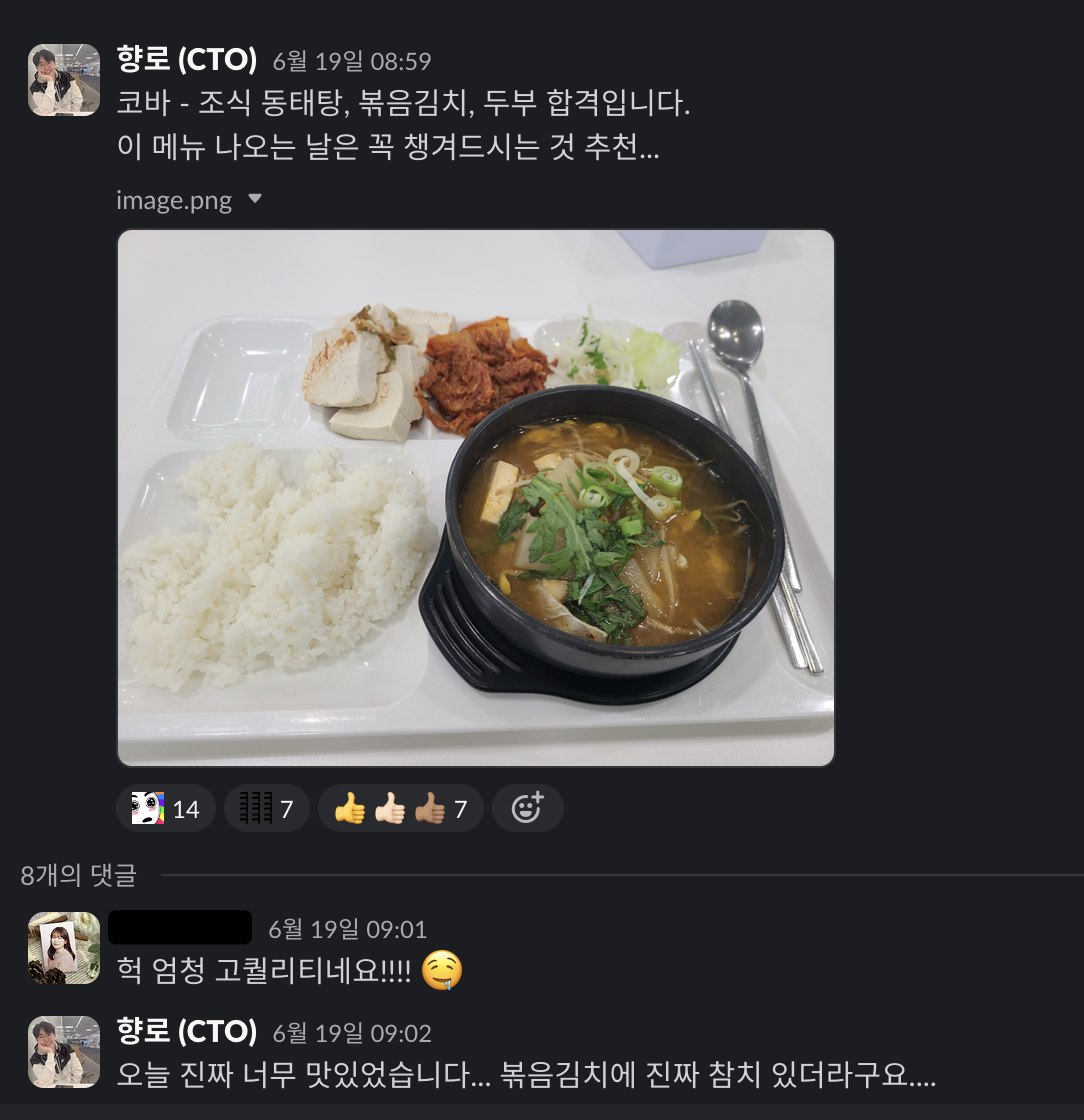 향로 (CTO) 6월 19일 08:59
코바 - 조식 동태탕, 볶음김치, 두부 합격입니다.
이 메뉴 나오는 날은 꼭 챙겨드시는 것 추천...
image.png
14 7 7
8개의 댓글
6월 19일 09:01
헉 엄청 고퀄리티네요!!!! 🤤
향로 (CTO) 6월 19일 09:02
오늘 진짜 너무 맛있었습니다... 볶음김치에 진짜 참치 있더라구요....